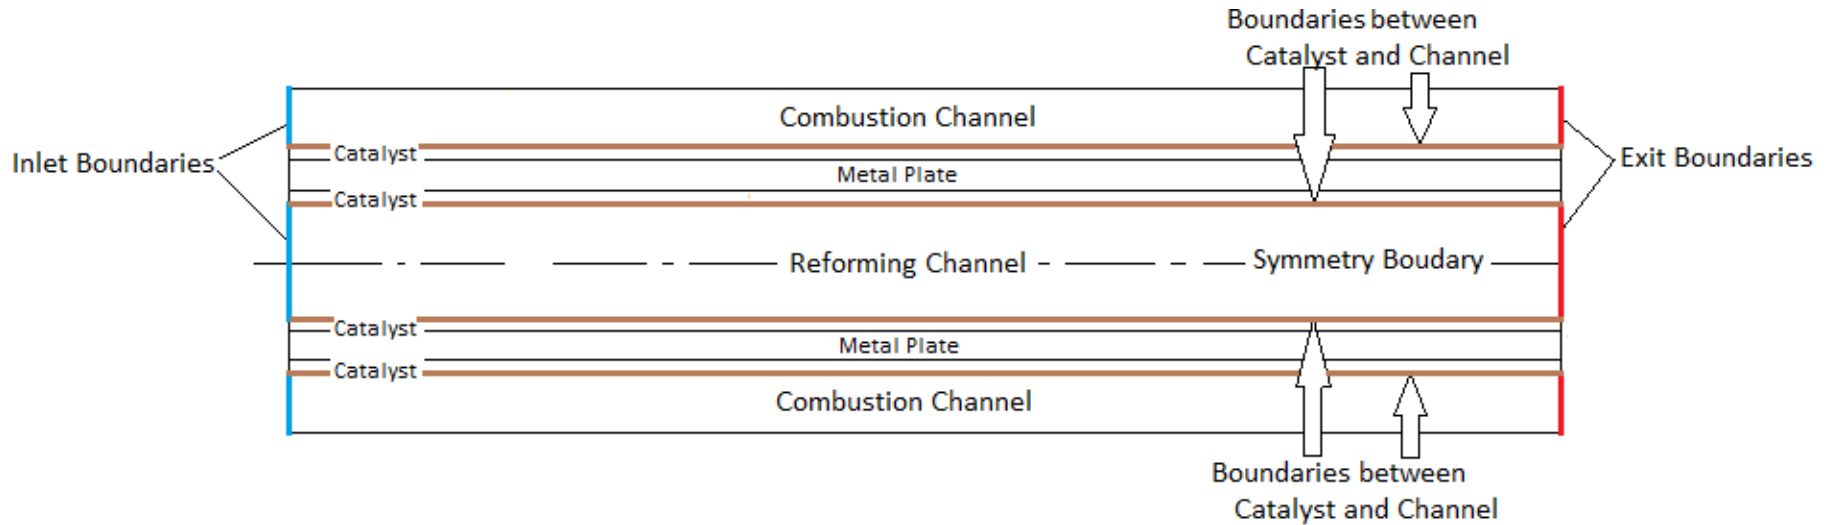 Boundaries between
Catalyst and Channel
Combustion Channel
Inlet Boundaries
Catalyst
Exit Boundaries
Metal Plate
Catalyst
Reforming Channel
Symmetry Boudary
Catalyst
Metal Plate
Catalyst
Combustion Channel
Boundaries between
Catalyst and Channel